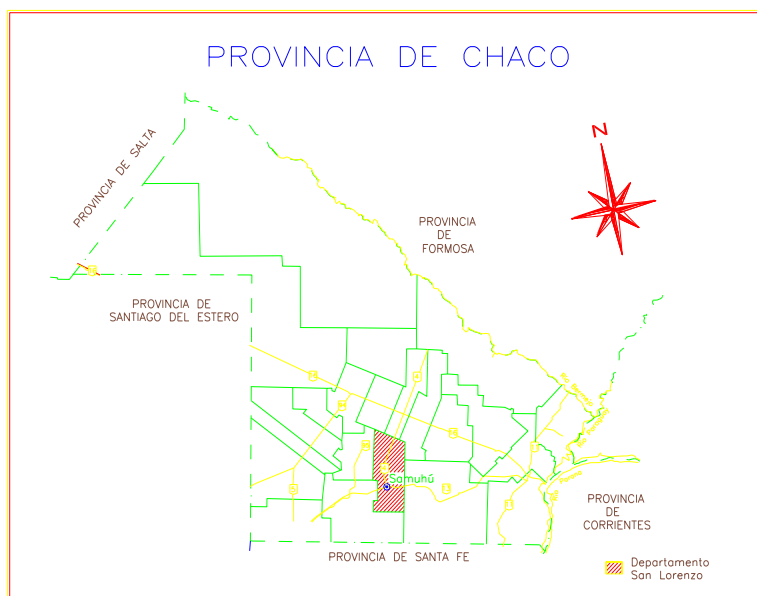 PROVINCIA DE CHACO
N
PROVINCIA DE SALTA
PROVINCIA
DE
FORMOSA
PROVINCIA DE
SANTIAGO DEL ESTERO
Samuhú
PROVINCIA
DE
CORRIENTES
PROVINCIA DE SANTA FE
Departamento
San Lorenzo